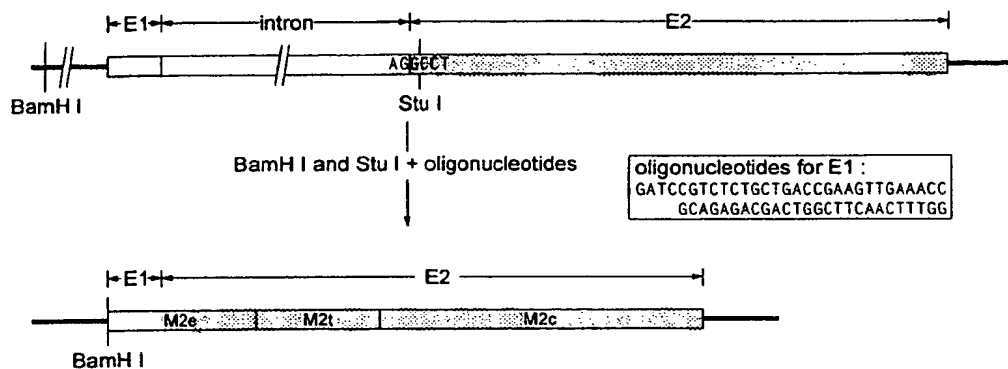 E1 intron E2
AGGCCT
BamH I Stu I
BamH I and Stu I + oligonucleotides
oligonucleotides for E1 :
GATCCGTCTCTGCTGACCGAAGTTGAAACC
GCAGAGACGACTGGCTTCAACTTTGG
E1 E2
M2e M2t M2c
BamH I